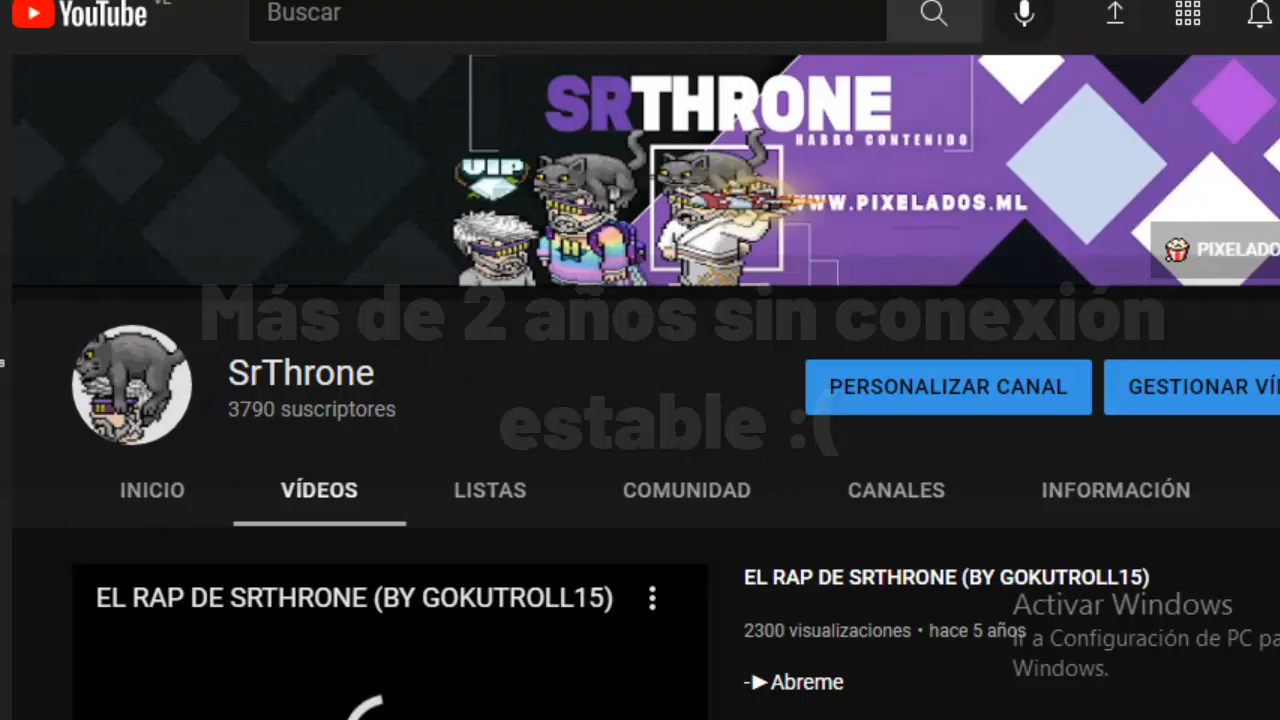 YouTube VE
Buscar
SRTHRONE
HABBO CONTENIDO
VIP
WWW.PIXELADOS.ML
PIXELADO
Más de 2 años sin conexión
estable :(
SrThrone
3790 suscriptores
PERSONALIZAR CANAL
GESTIONAR VÍ
INICIO
VÍDEOS
LISTAS
COMUNIDAD
CANALES
INFORMACIÓN
EL RAP DE SRTHRONE (BY GOKUTROLL15)
EL RAP DE SRTHRONE (BY GOKUTROLL15)
2300 visualizaciones • hace 5 años
-►Abreme
Activar Windows
Ir a Configuración de PC pa
Windows.